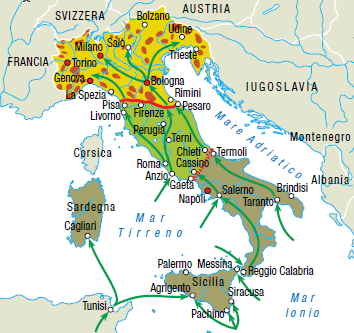 SVIZZERA
AUSTRIA
Bolzano
Udine
Milano
Salò
Trieste
FRANCIA
Torino
Genova
Bologna
IUGOSLAVIA
La Spezia
Rimini
Pisa
Pesaro
Livorno
Firenze
Mare Adriatico
Perugia
Montenegro
Terni
Corsica
Chieti
Termoli
Roma
Cassino
Albania
Anzio
Gaeta
Salerno
Brindisi
Napoli
Taranto
Sardegna
Mar
Tirreno
Cagliari
Palermo
Messina
Reggio Calabria
Sicilia
Agrigento
Siracusa
Tunisi
Pachino
Mar
Ionio